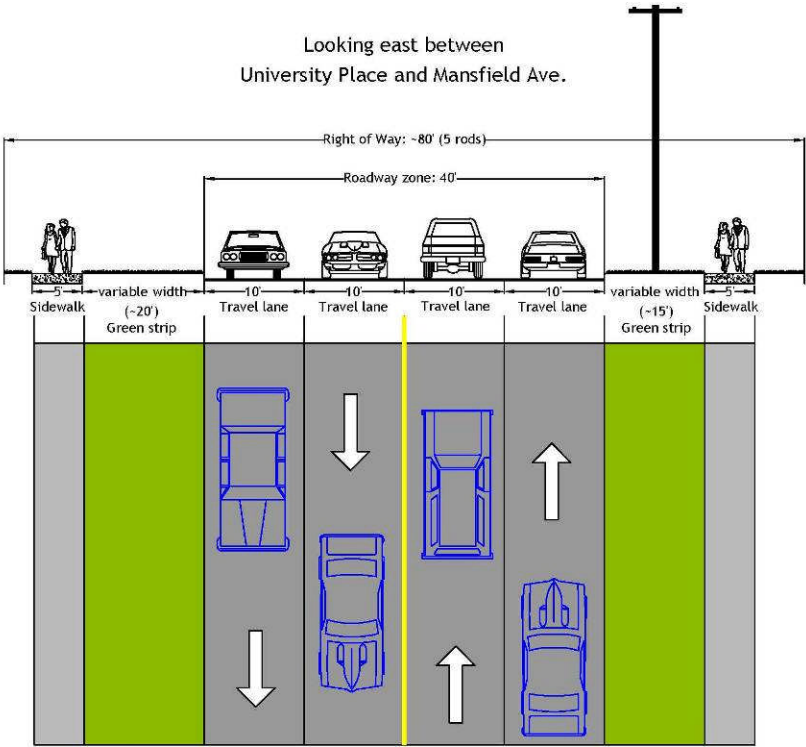 Looking east between
University Place and Mansfield Ave.
Right of Way: ~80' (5 rods)
Roadway zone: 40'
5'
Sidewalk
variable width
(~20')
Green strip
10'
Travel lane
10'
Travel lane
10'
Travel lane
10'
Travel lane
variable width
(~15')
Green strip
5'
Sidewalk